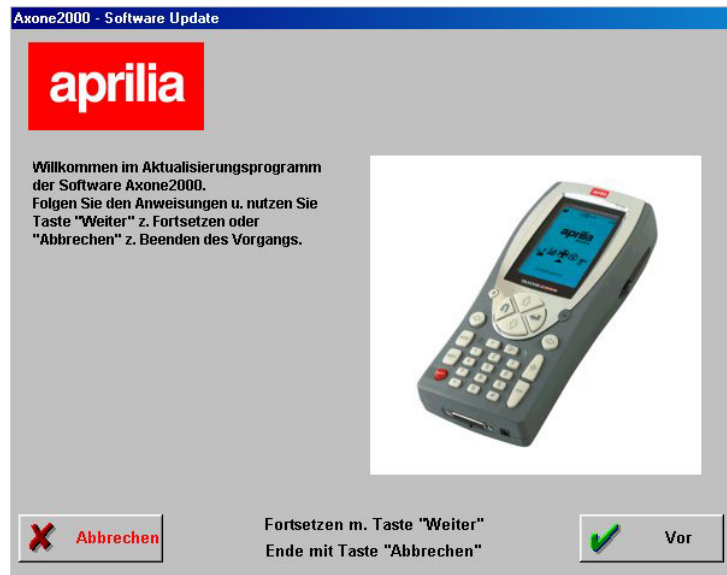 Axone2000 - Software Update
aprilia
Willkommen im Aktualisierungsprogramm
der Software Axone2000.
Folgen Sie den Anweisungen u. nutzen Sie
Taste "Weiter" z. Fortsetzen oder
"Abbrechen" z. Beenden des Vorgangs.
aprilia
Abbrechen
Fortsetzen m. Taste "Weiter"
Ende mit Taste "Abbrechen"
Vor